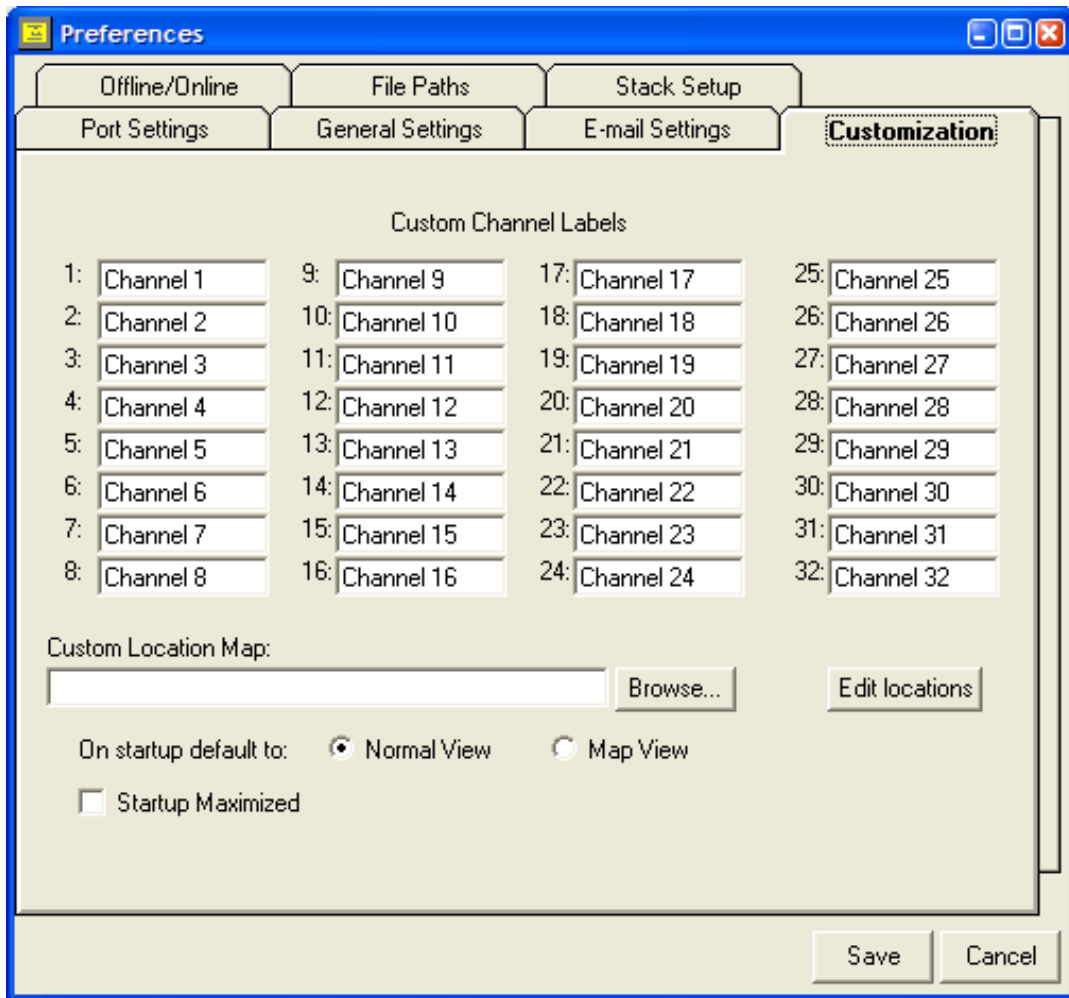 Preferences
Offline/Online File Paths Stack Setup
Port Settings General Settings E-mail Settings Customization
Custom Channel Labels
1: Channel 1 9: Channel 9 17: Channel 17 25: Channel 25
2: Channel 2 10: Channel 10 18: Channel 18 26: Channel 26
3: Channel 3 11: Channel 11 19: Channel 19 27: Channel 27
4: Channel 4 12: Channel 12 20: Channel 20 28: Channel 28
5: Channel 5 13: Channel 13 21: Channel 21 29: Channel 29
6: Channel 6 14: Channel 14 22: Channel 22 30: Channel 30
7: Channel 7 15: Channel 15 23: Channel 23 31: Channel 31
8: Channel 8 16: Channel 16 24: Channel 24 32: Channel 32
Custom Location Map:
Browse... Edit locations
On startup default to: Normal View Map View
Startup Maximized
Save Cancel